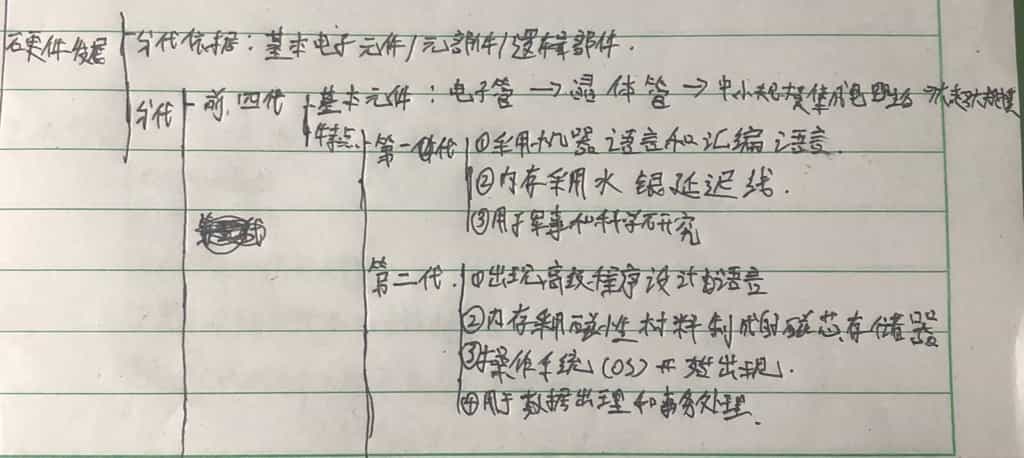 硬件发展 分代依据：基本电子元件/元部件/逻辑部件.
分代 前四代 基本元件：电子管→晶体管→中小规模集成电路→大超大规模
特点 第一代 ①采用机器语言和汇编语言.
②内存采用水银延迟线.
③用于军事和科学研究
第二代 ①出现高级程序设计语言
②内存采用磁性材料制成的磁芯存储器
③操作系统(OS)开始出现.
④用于数据处理和事务处理.